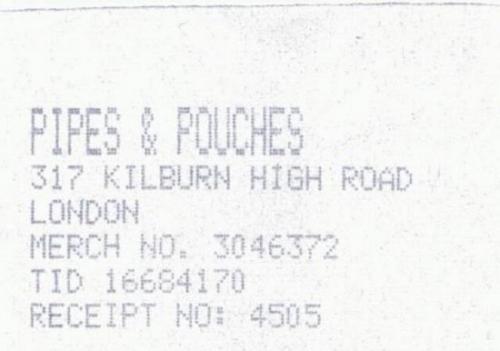 PIPES & POUCHES
317 KILBURN HIGH ROAD
LONDON
MERCH NO. 3046372
TID 16684170
RECEIPT NO: 4505